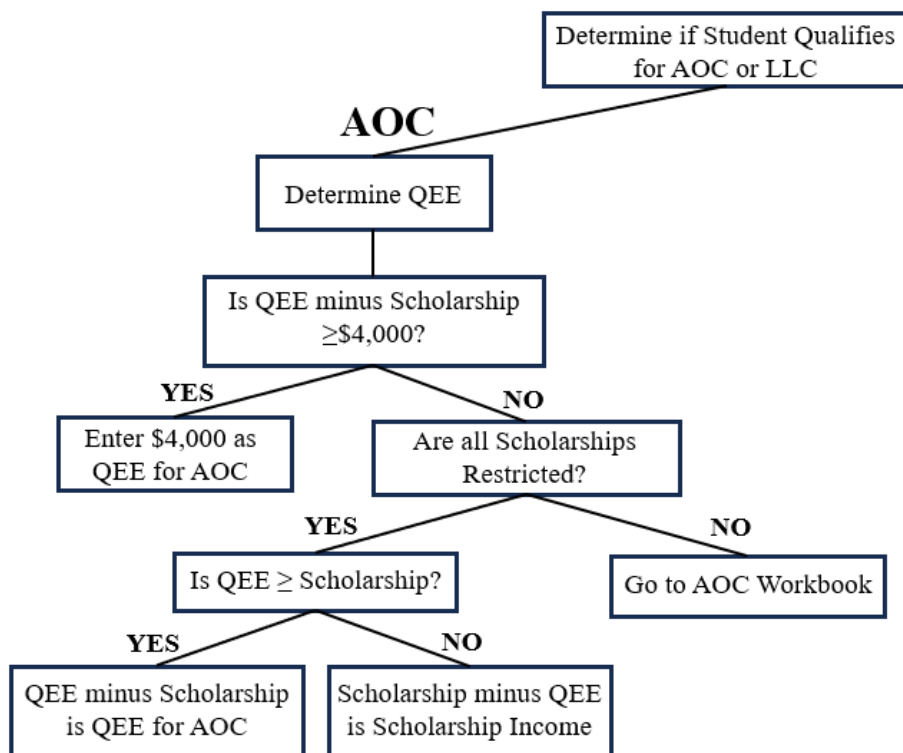 Determine if Student Qualifies
for AOC or LLC
AOC
Determine QEE
Is QEE minus Scholarship
≥$4,000?
YES
NO
Enter $4,000 as
QEE for AOC
Are all Scholarships
Restricted?
YES
NO
Is QEE ≥ Scholarship?
Go to AOC Workbook
YES
NO
QEE minus Scholarship
is QEE for AOC
Scholarship minus QEE
is Scholarship Income